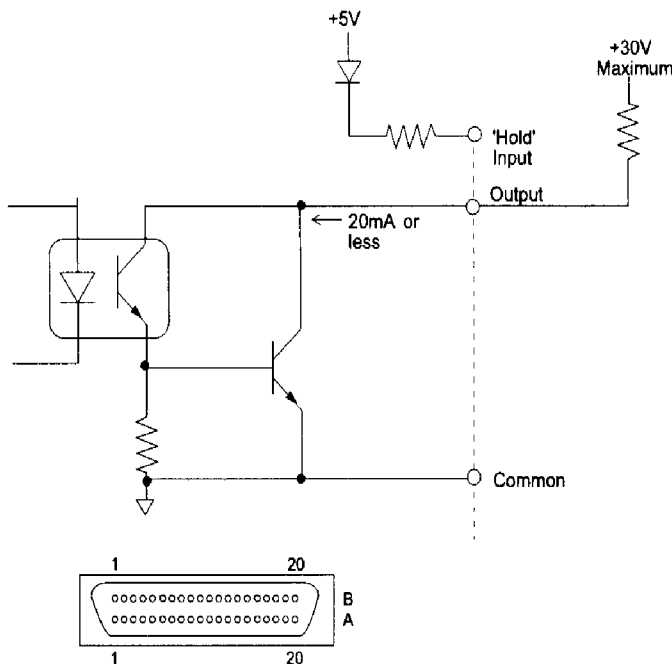 +5V
+30V
Maximum
'Hold'
Input
Output
20mA or
less
Common
1 20
B
A
1 20